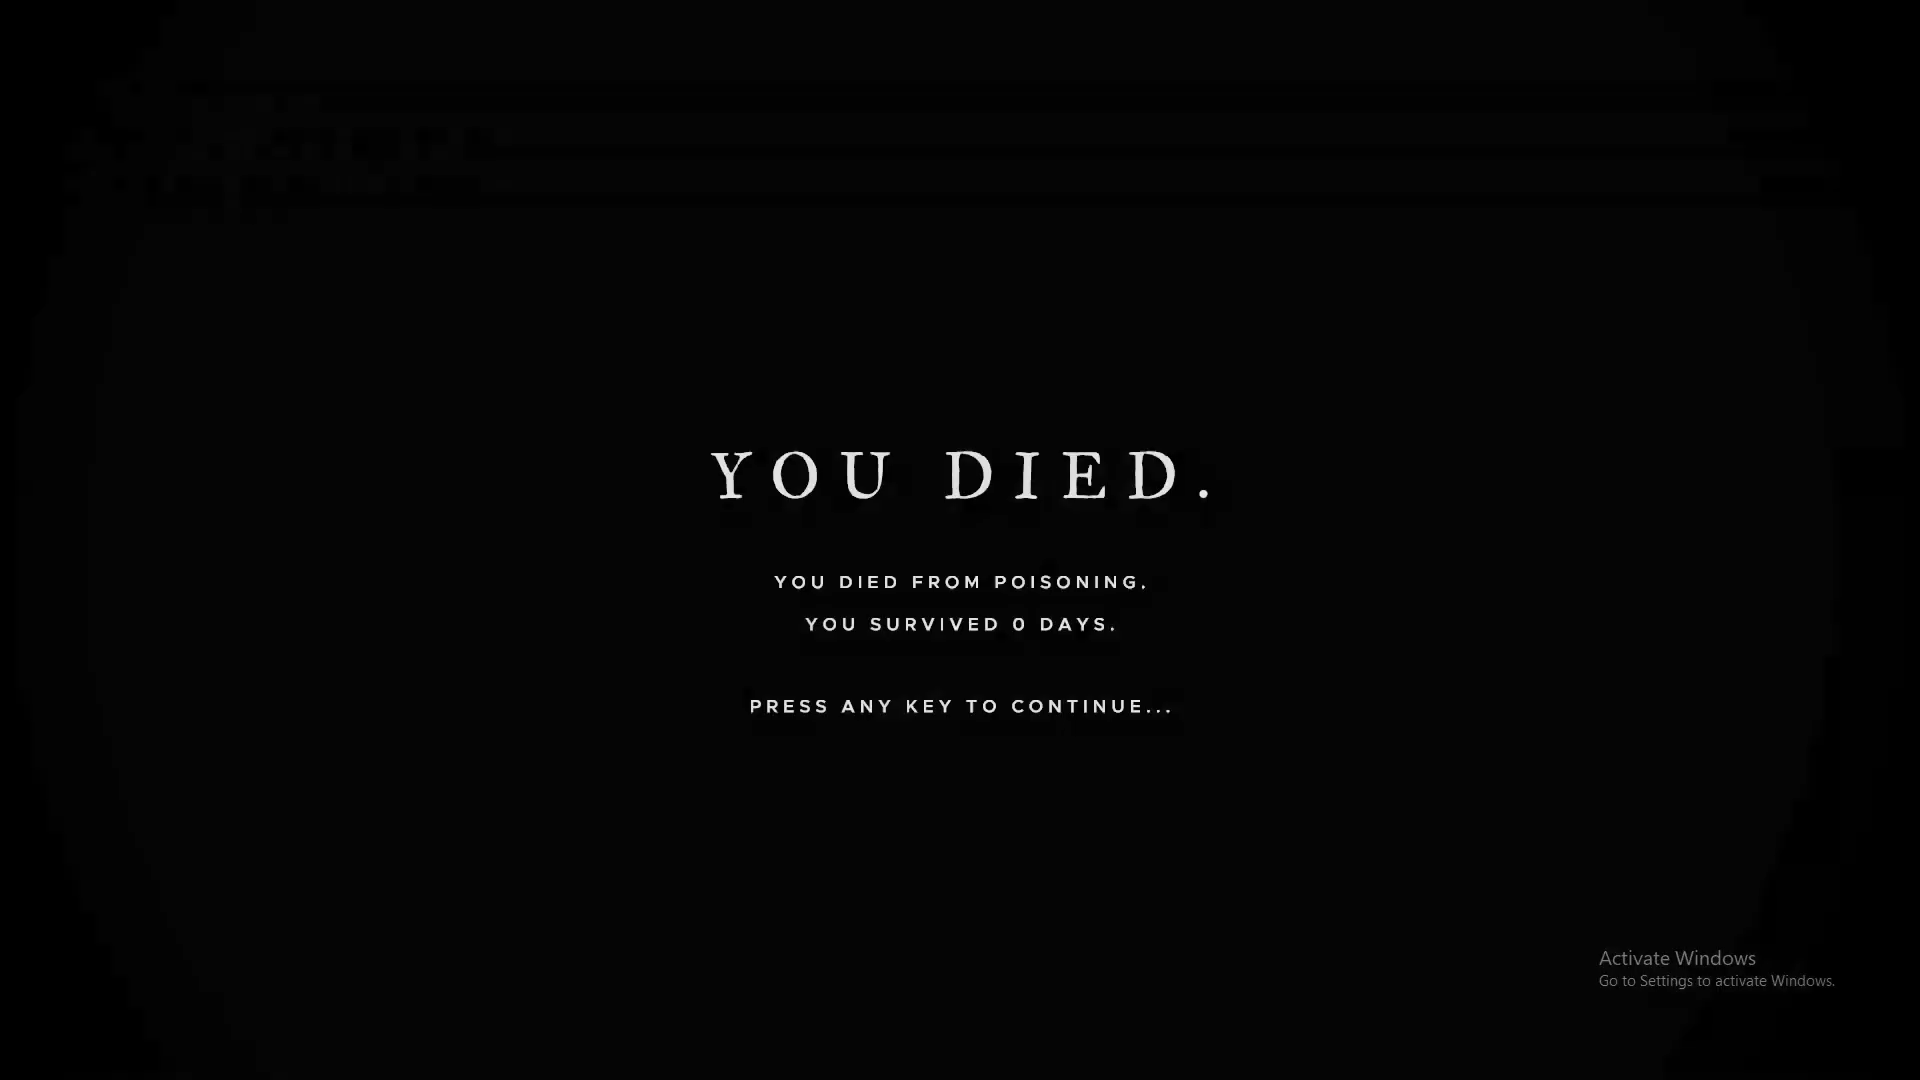 YOU DIED.
YOU DIED FROM POISONING.
YOU SURVIVED 0 DAYS.
PRESS ANY KEY TO CONTINUE...
Activate Windows
Go to Settings to activate Windows.